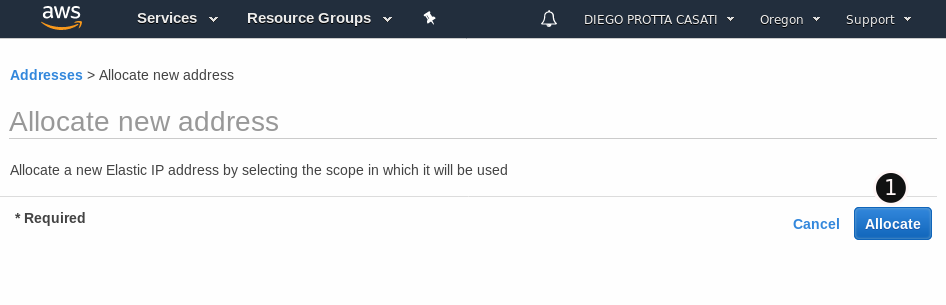 aws Services Resource Groups DIEGO PROTTA CASATI Oregon Support
Addresses > Allocate new address
Allocate new address
Allocate a new Elastic IP address by selecting the scope in which it will be used
1
* Required Cancel Allocate